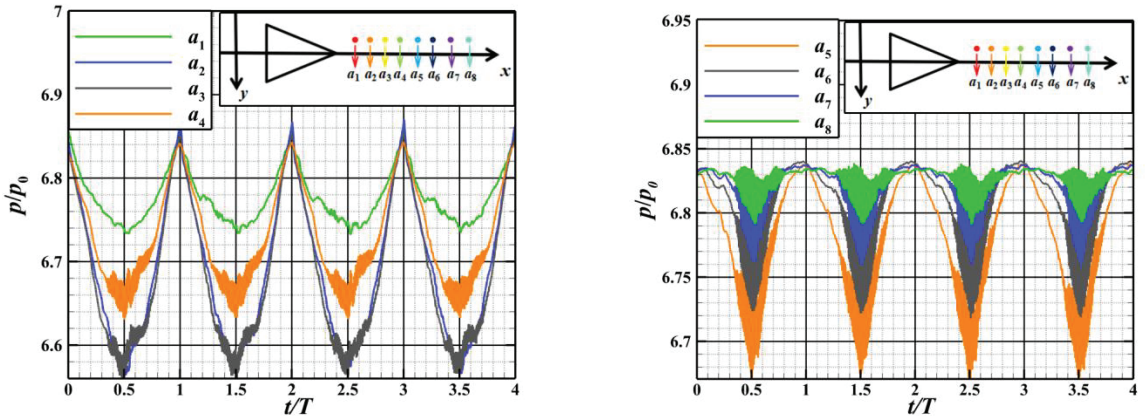 7
6.9
6.8
6.7
6.6
p/p0
a1
a2
a3
a4
y
x
a1 a2 a3 a4 a5 a6 a7 a8
0 0.5 1 1.5 2 2.5 3 3.5 4
t/T
6.95
6.9
6.85
6.8
6.75
6.7
p/p0
a5
a6
a7
a8
y
x
a1 a2 a3 a4 a5 a6 a7 a8
0 0.5 1 1.5 2 2.5 3 3.5 4
t/T